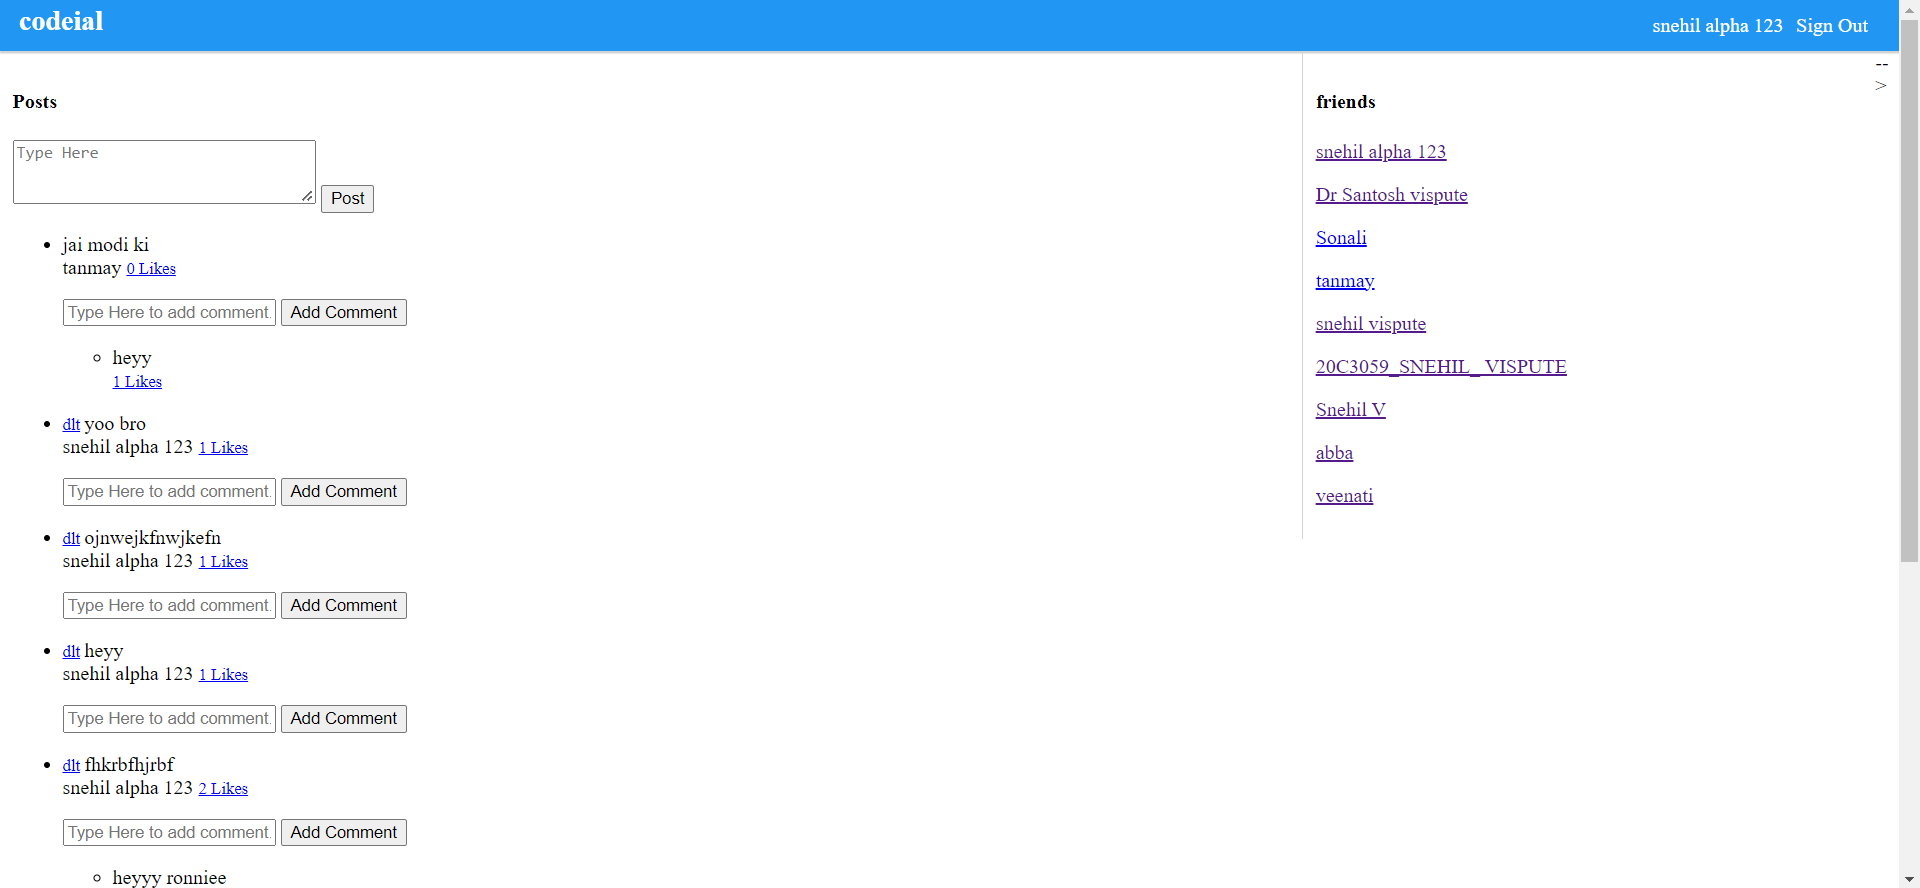 codeial
snehil alpha 123 Sign Out
--
>
Posts
Type Here
Post
jai modi ki
tanmay 0 Likes
Type Here to add comment.
Add Comment
heyy
1 Likes
dlt yoo bro
snehil alpha 123 1 Likes
Type Here to add comment.
Add Comment
dlt ojnwejkfnwjkefn
snehil alpha 123 1 Likes
Type Here to add comment.
Add Comment
dlt heyy
snehil alpha 123 1 Likes
Type Here to add comment.
Add Comment
dlt fhkrbfhjrbf
snehil alpha 123 2 Likes
Type Here to add comment.
Add Comment
heyyy ronniee
friends
snehil alpha 123
Dr Santosh vispute
Sonali
tanmay
snehil vispute
20C3059_SNEHIL_ VISPUTE
Snehil V
abba
veenati